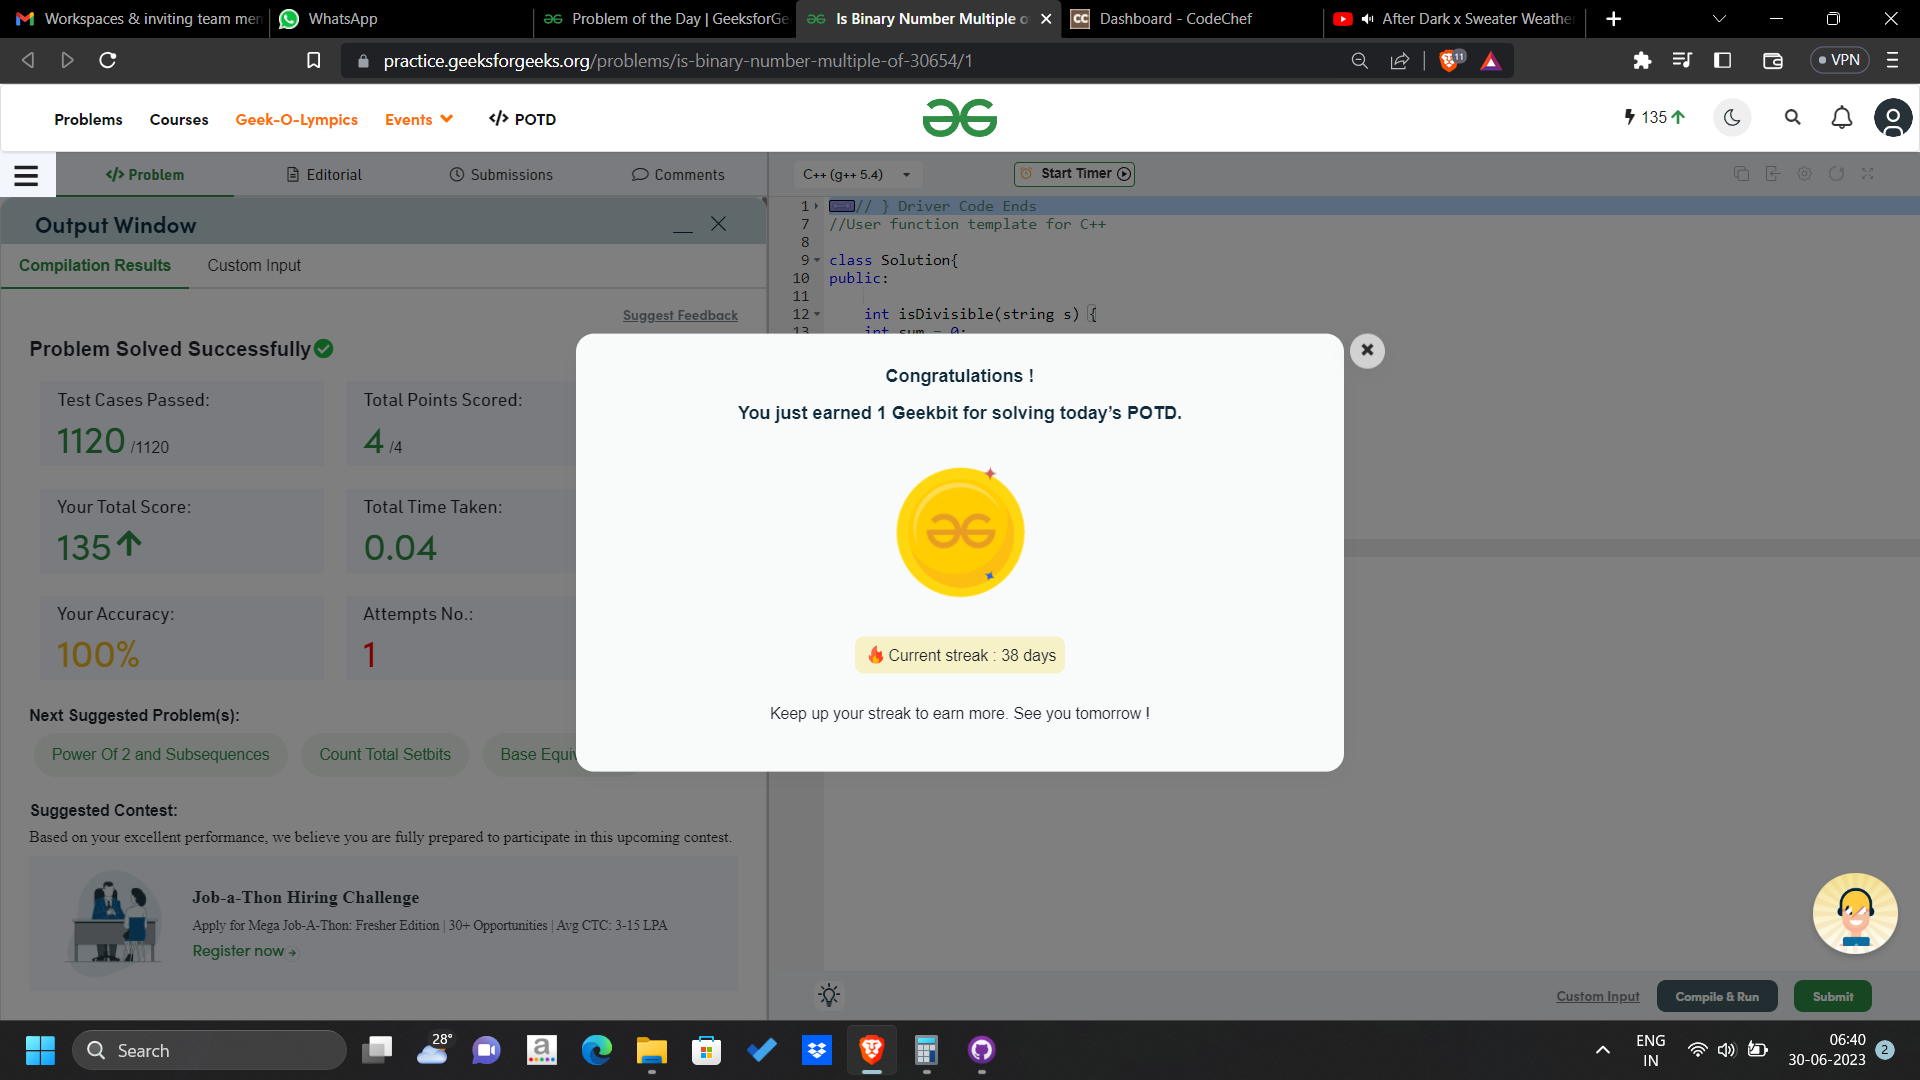 Workspaces & inviting team mem
WhatsApp
Problem of the Day | GeeksforGe
Is Binary Number Multiple o
CC
Dashboard - CodeChef
After Dark x Sweater Weathe
practice.geeksforgeeks.org/problems/is-binary-number-multiple-of-30654/1
11
VPN
Problems
Courses
Geek-O-Lympics
Events
</> POTD
135
</> Problem
Editorial
Submissions
Comments
C++ (g++ 5.4)
Start Timer
Output Window
Compilation Results
Custom Input
Suggest Feedback
Problem Solved Successfully
Test Cases Passed:
1120 /1120
Total Points Scored:
4 /4
Your Total Score:
135
Total Time Taken:
0.04
Your Accuracy:
100%
Attempts No.:
1
Next Suggested Problem(s):
Power Of 2 and Subsequences
Count Total Setbits
Base Equiv
Suggested Contest:
Based on your excellent performance, we believe you are fully prepared to participate in this upcoming contest.
Job-a-Thon Hiring Challenge
Apply for Mega Job-A-Thon: Fresher Edition | 30+ Opportunities | Avg CTC: 3-15 LPA
Register now
1 // } Driver Code Ends
7 //User function template for C++
8
9 class Solution{
10 public:
11
12 int isDivisible(string s) {
13 int sum = 0;
Congratulations !
You just earned 1 Geekbit for solving today's POTD.
Current streak : 38 days
Keep up your streak to earn more. See you tomorrow !
Custom Input
Compile & Run
Submit
Search
28°
a
ENG
IN
06:40
30-06-2023
2